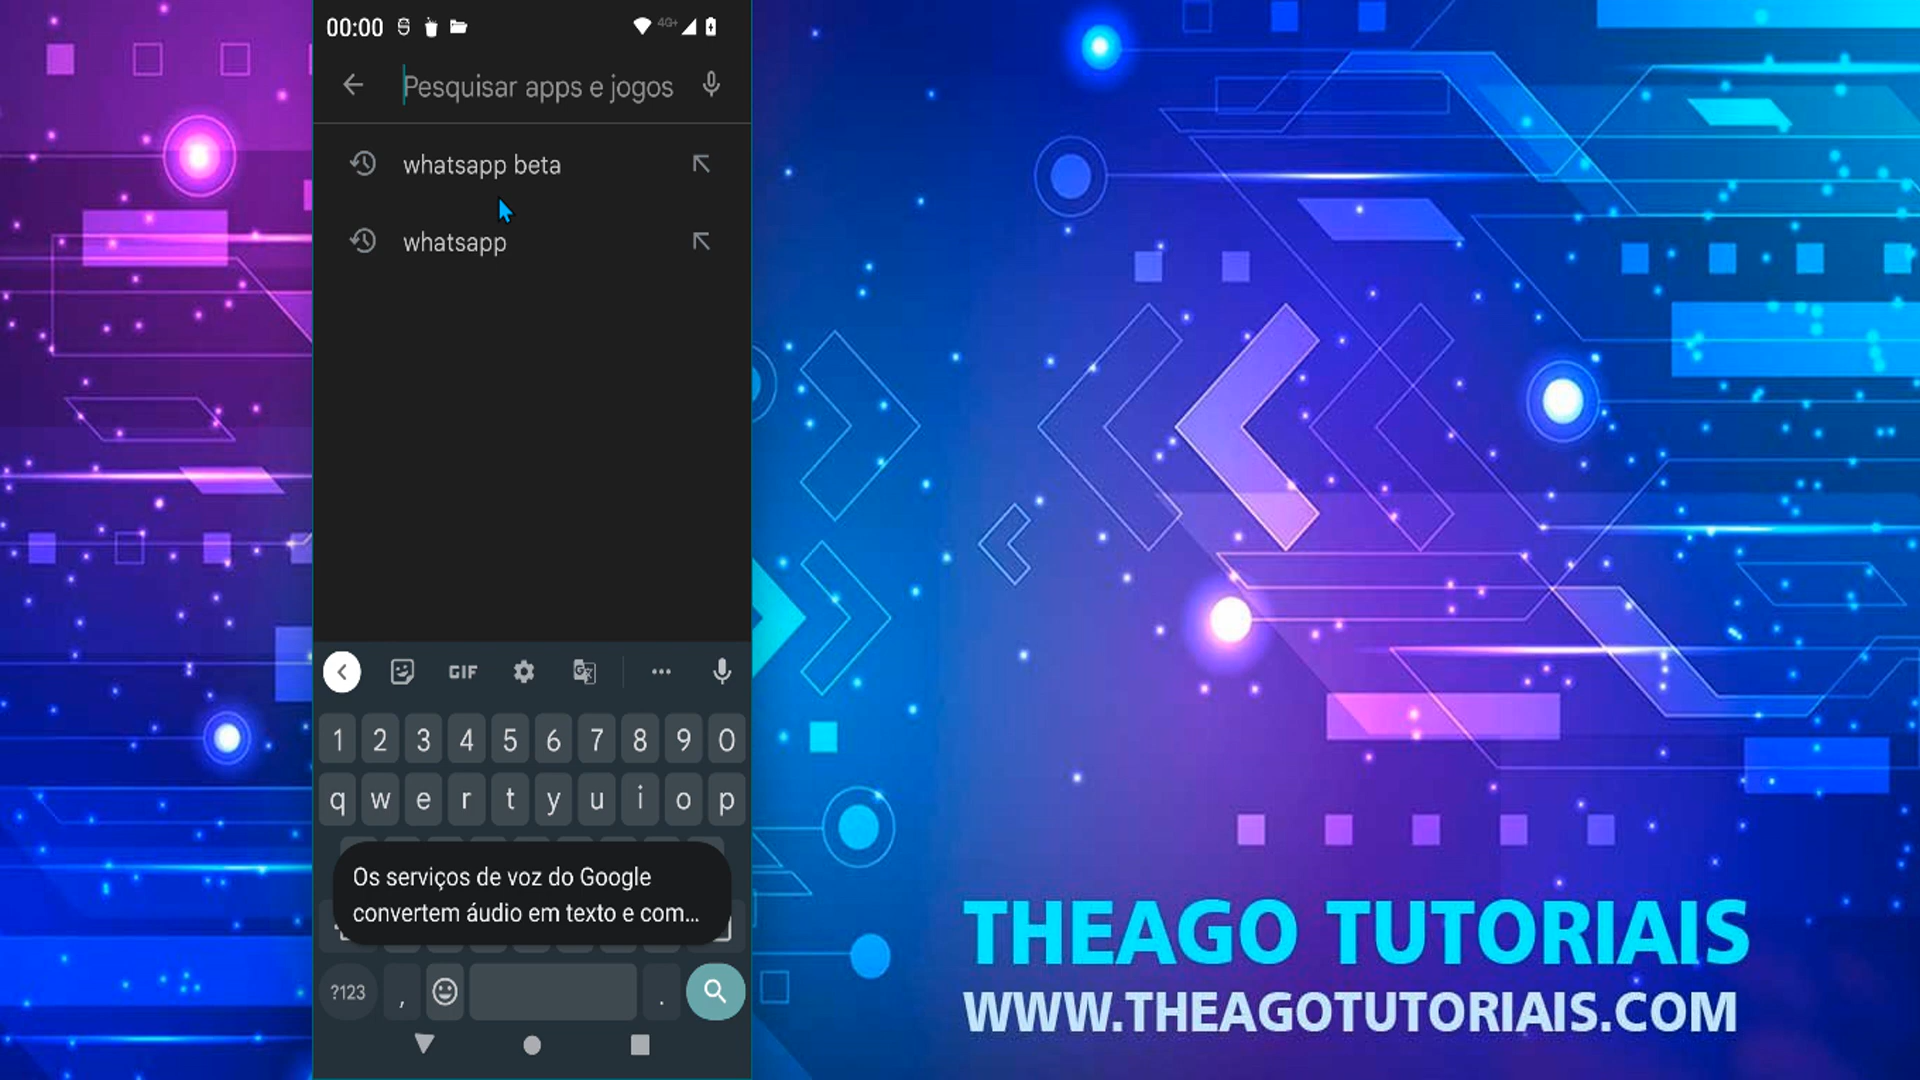 00:00 4G+
Pesquisar apps e jogos
whatsapp beta
whatsapp
GIF
1 2 3 4 5 6 7 8 9 0
q w e r t y u i o p
Os serviços de voz do Google
convertem áudio em texto e com...
?123 , .
THEAGO TUTORIAIS
WWW.THEAGOTUTORIAIS.COM